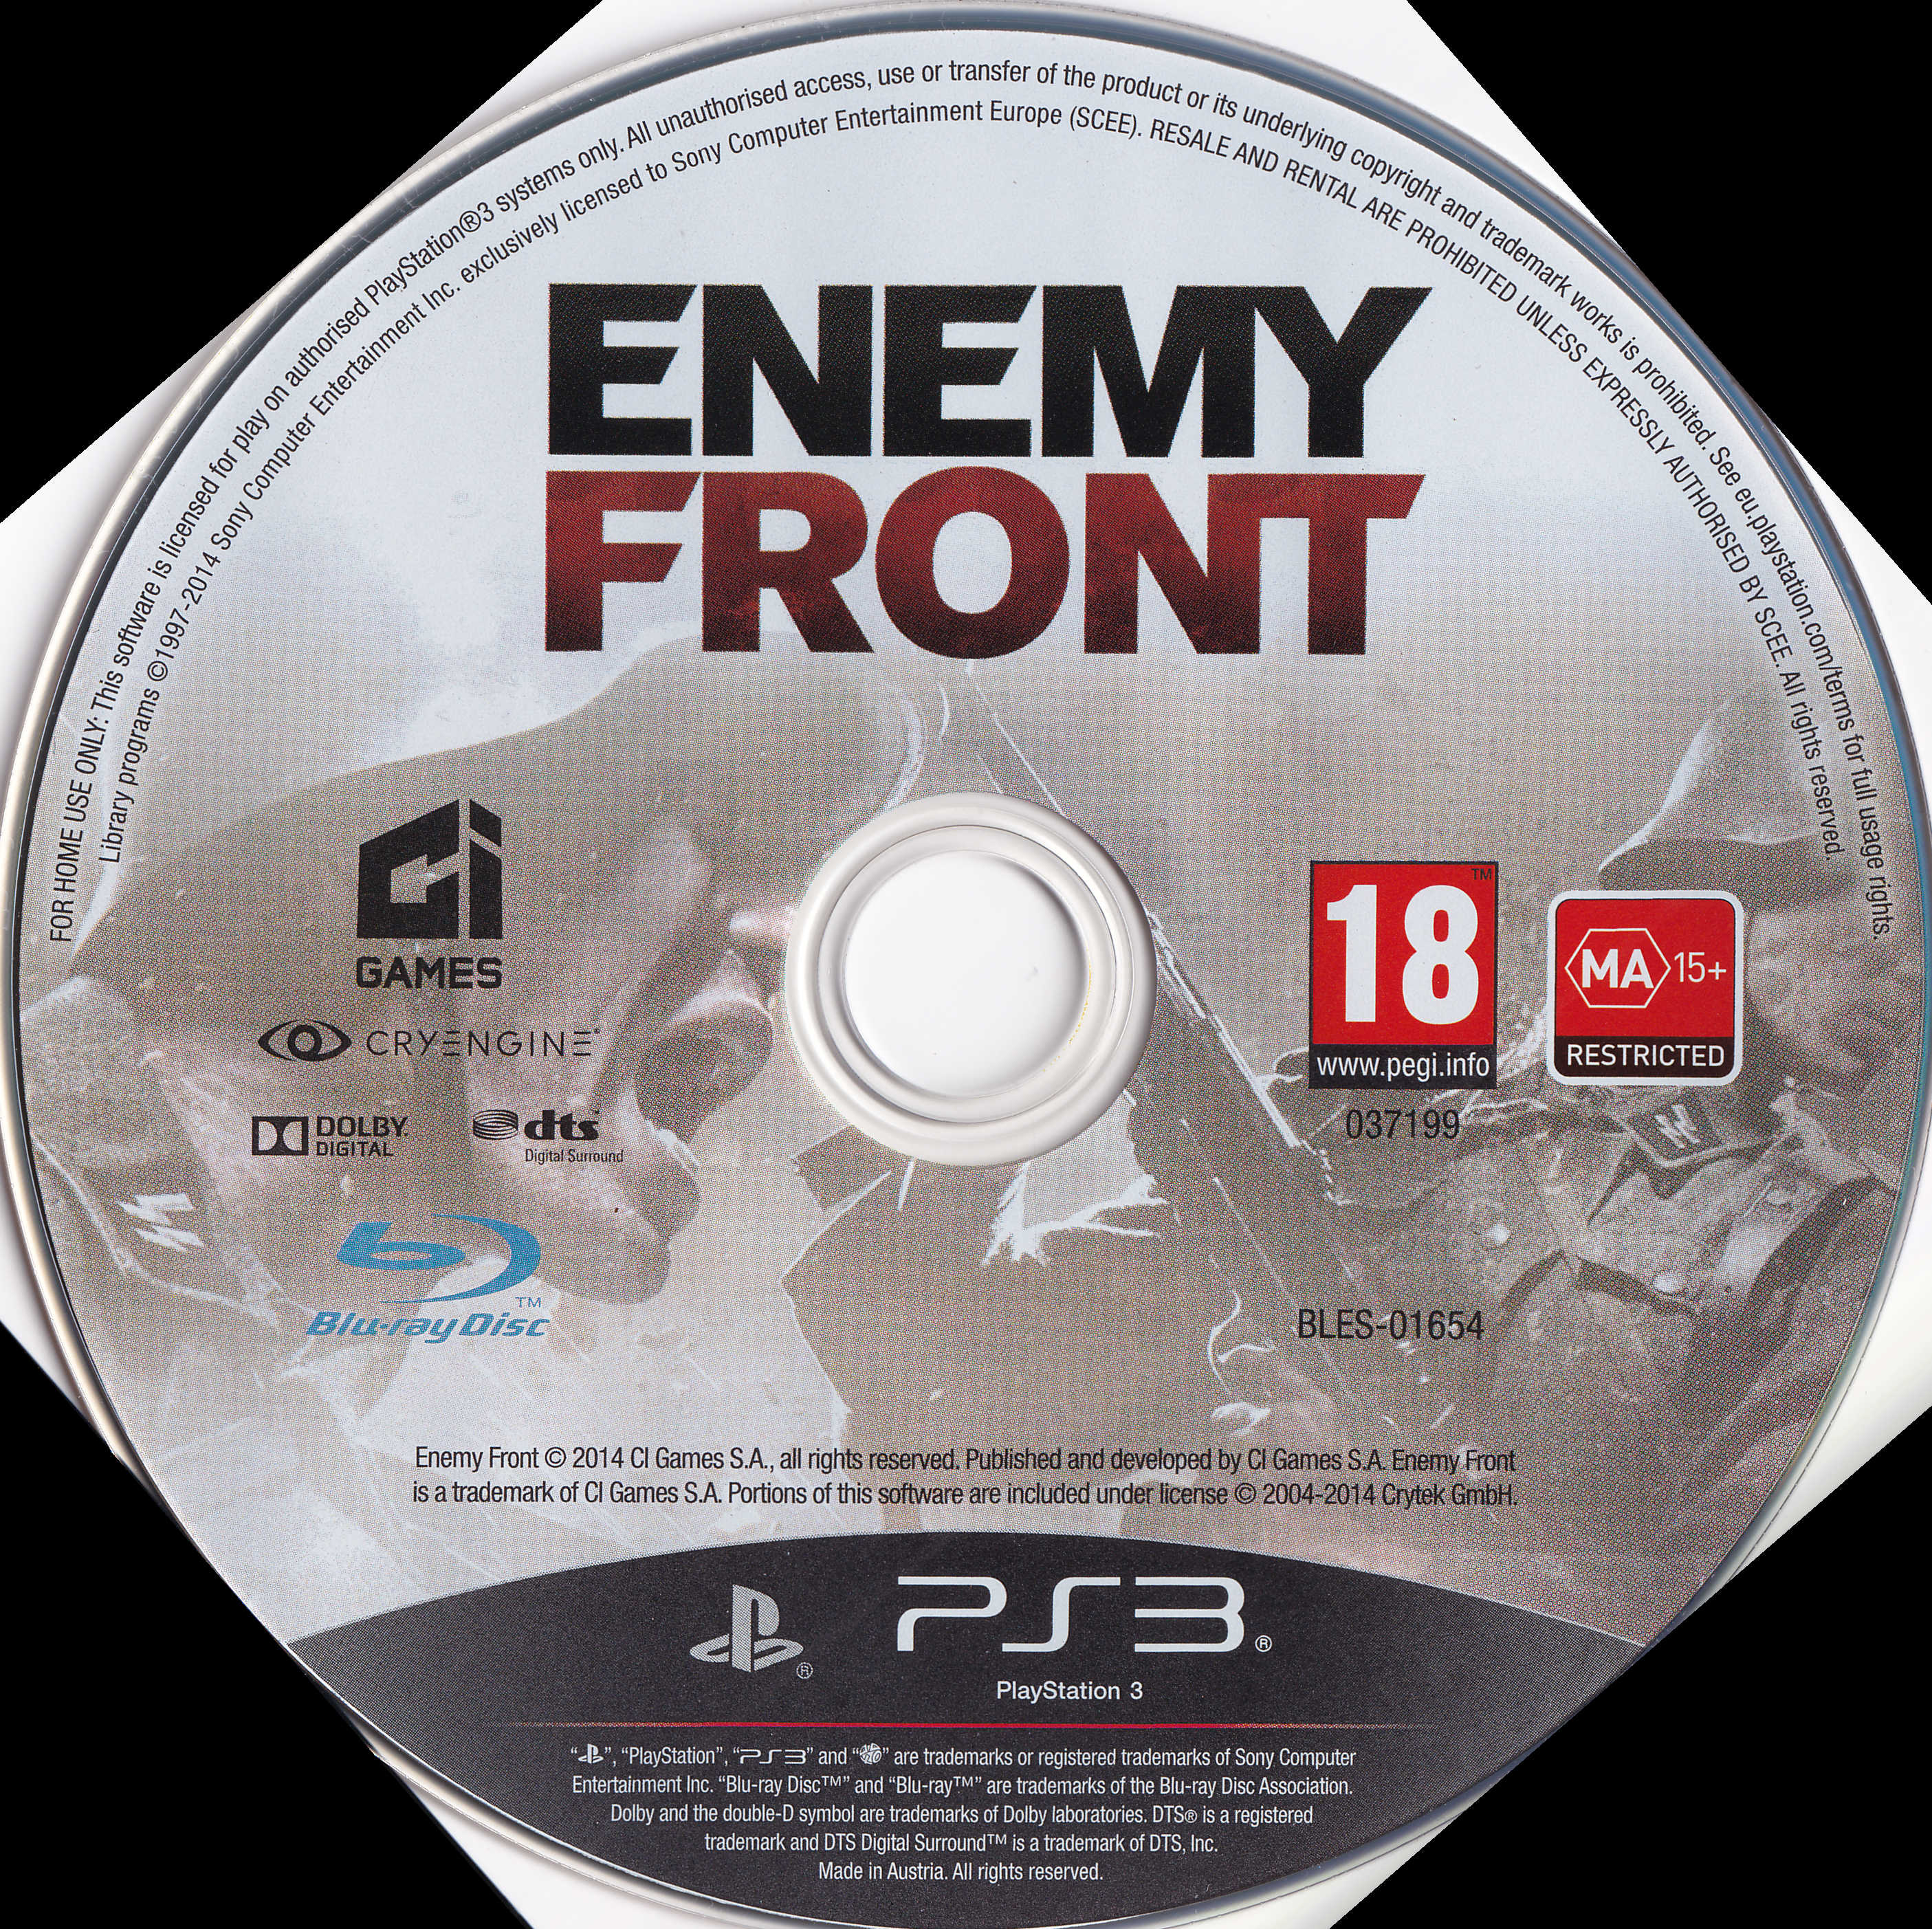 FOR HOME USE ONLY: This software is licensed for play on authorised PlayStation®3 systems only. All unauthorised access, use or transfer of the product or its underlying copyright and trademark works is prohibited. See eu.playstation.com/terms for full usage rights.
Library programs ©1997-2014 Sony Computer Entertainment Inc. exclusively licensed to Sony Computer Entertainment Europe (SCEE). RESALE AND RENTAL ARE PROHIBITED UNLESS EXPRESSLY AUTHORISED BY SCEE. All rights reserved.
ENEMY
FRONT
CI
GAMES
CRYENGINE®
DOLBY
DIGITAL
dts
Digital Surround
Blu-ray Disc™
18™
www.pegi.info
037199
MA 15+
RESTRICTED
BLES-01654
Enemy Front © 2014 CI Games S.A., all rights reserved. Published and developed by CI Games S.A. Enemy Front
is a trademark of CI Games S.A. Portions of this software are included under license © 2004-2014 Crytek GmbH.
PS3®
PlayStation 3
“ ”, “PlayStation”, “PS3” and “ ” are trademarks or registered trademarks of Sony Computer
Entertainment Inc. “Blu-ray Disc™” and “Blu-ray™” are trademarks of the Blu-ray Disc Association.
Dolby and the double-D symbol are trademarks of Dolby laboratories. DTS® is a registered
trademark and DTS Digital Surround™ is a trademark of DTS, Inc.
Made in Austria. All rights reserved.